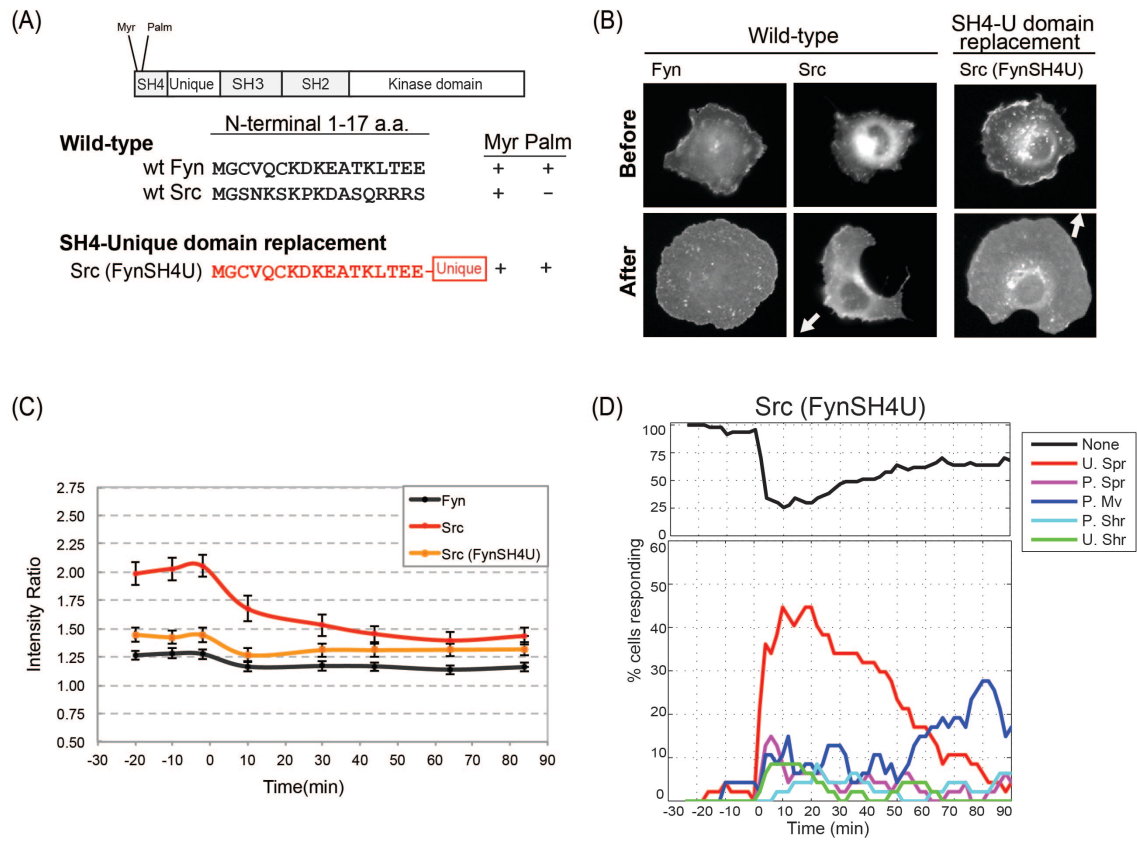 (A)
Myr Palm
SH4 Unique SH3 SH2 Kinase domain
N-terminal 1-17 a.a.
Wild-type
Myr Palm
wt Fyn MGCVQCKDKEATKLTEE + +
wt Src MGSNKSKPKDASQRRRS + −
SH4-Unique domain replacement
Src (FynSH4U) MGCVQCKDKEATKLTEE Unique + +
(B)
Wild-type
SH4-U domain
replacement
Fyn Src Src (FynSH4U)
Before
After
(C)
2.75
2.50
2.25
2.00
1.75
1.50
1.25
1.00
0.75
0.50
Intensity Ratio
Fyn
Src
Src (FynSH4U)
-30 -20 -10 0 10 20 30 40 50 60 70 80 90
Time(min)
(D)
Src (FynSH4U)
100
75
50
25
0
60
50
40
30
20
10
0
% cells responding
None
U. Spr
P. Spr
P. Mv
P. Shr
U. Shr
-30 -20 -10 0 10 20 30 40 50 60 70 80 90
Time (min)